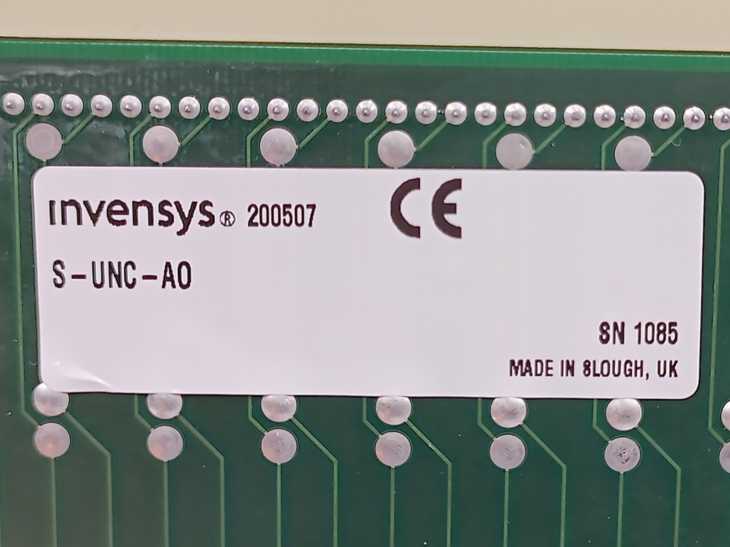 invensys® 200507 CE
S-UNC-AO
SN 1085
MADE IN SLOUGH, UK